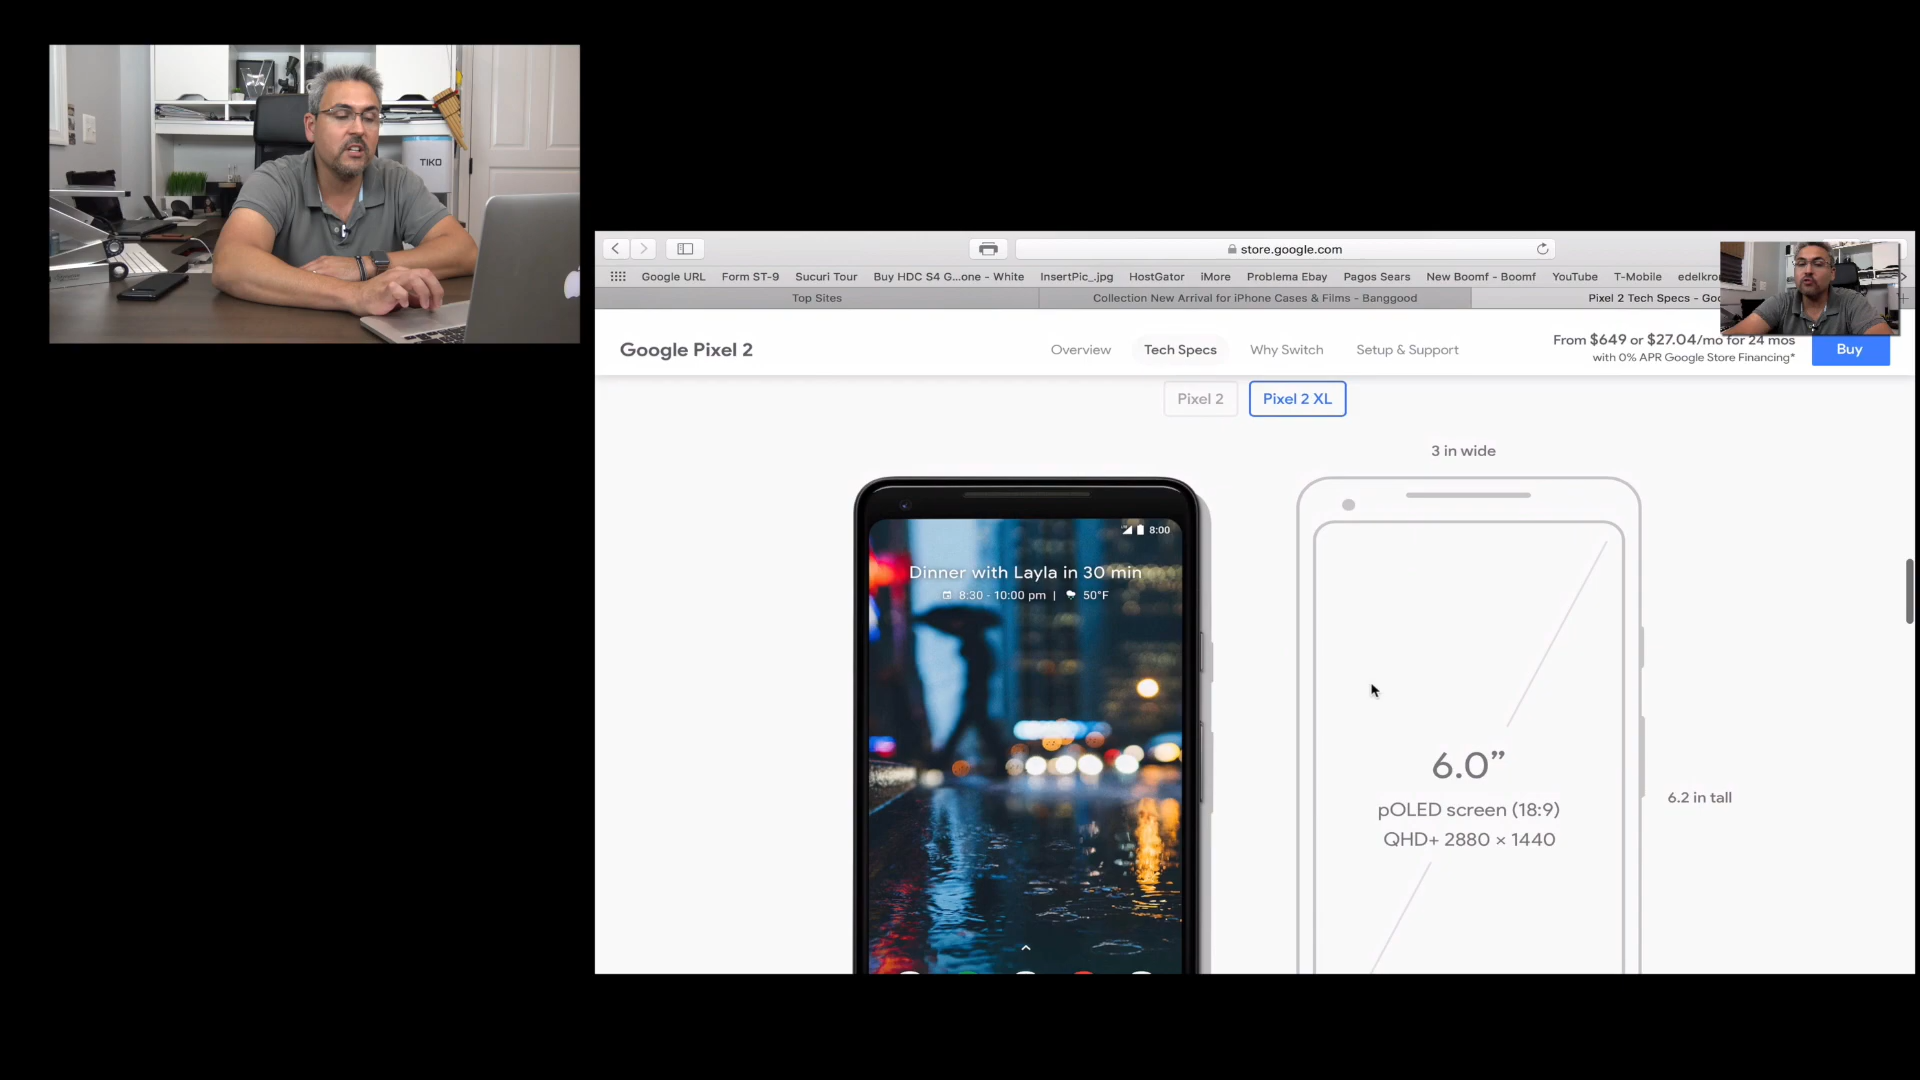 TIKO
store.google.com
Google URL Form ST-9 Sucuri Tour Buy HDC S4 G...one - White InsertPic_.jpg HostGator iMore Problema Ebay Pagos Sears New Boomf - Boomf YouTube T-Mobile edelkro
Top Sites Collection New Arrival for iPhone Cases & Films - Banggood Pixel 2 Tech Specs - Goo
Google Pixel 2 Overview Tech Specs Why Switch Setup & Support
From $649 or $27.04/mo for 24 mos
with 0% APR Google Store Financing*
Buy
Pixel 2 Pixel 2 XL
3 in wide
8:00
Dinner with Layla in 30 min
8:30 - 10:00 pm | 50°F
6.0”
pOLED screen (18:9)
QHD+ 2880 × 1440
6.2 in tall